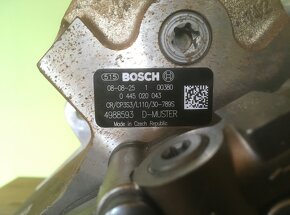 515 BOSCH
08-08-25 1 00380
0 445 020 043
CR/CP3S3/L110/30-789S
4988593 D-MUSTER
Made in Czech Republic